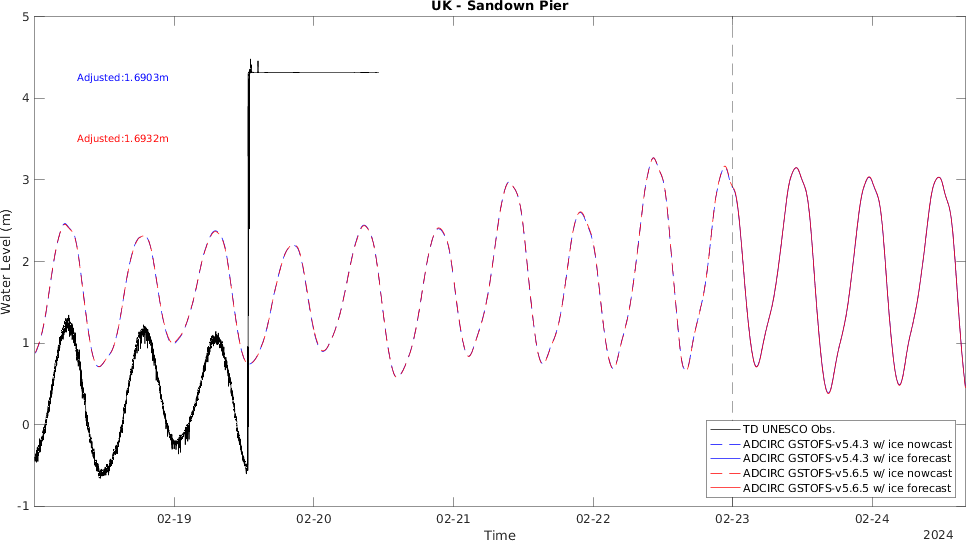 UK - Sandown Pier
5
4
3
2
1
0
-1
Water Level (m)
Adjusted:1.6903m
Adjusted:1.6932m
TD UNESCO Obs.
ADCIRC GSTOFS-v5.4.3 w/ ice nowcast
ADCIRC GSTOFS-v5.4.3 w/ ice forecast
ADCIRC GSTOFS-v5.6.5 w/ ice nowcast
ADCIRC GSTOFS-v5.6.5 w/ ice forecast
02-19 02-20 02-21 02-22 02-23 02-24
Time
2024